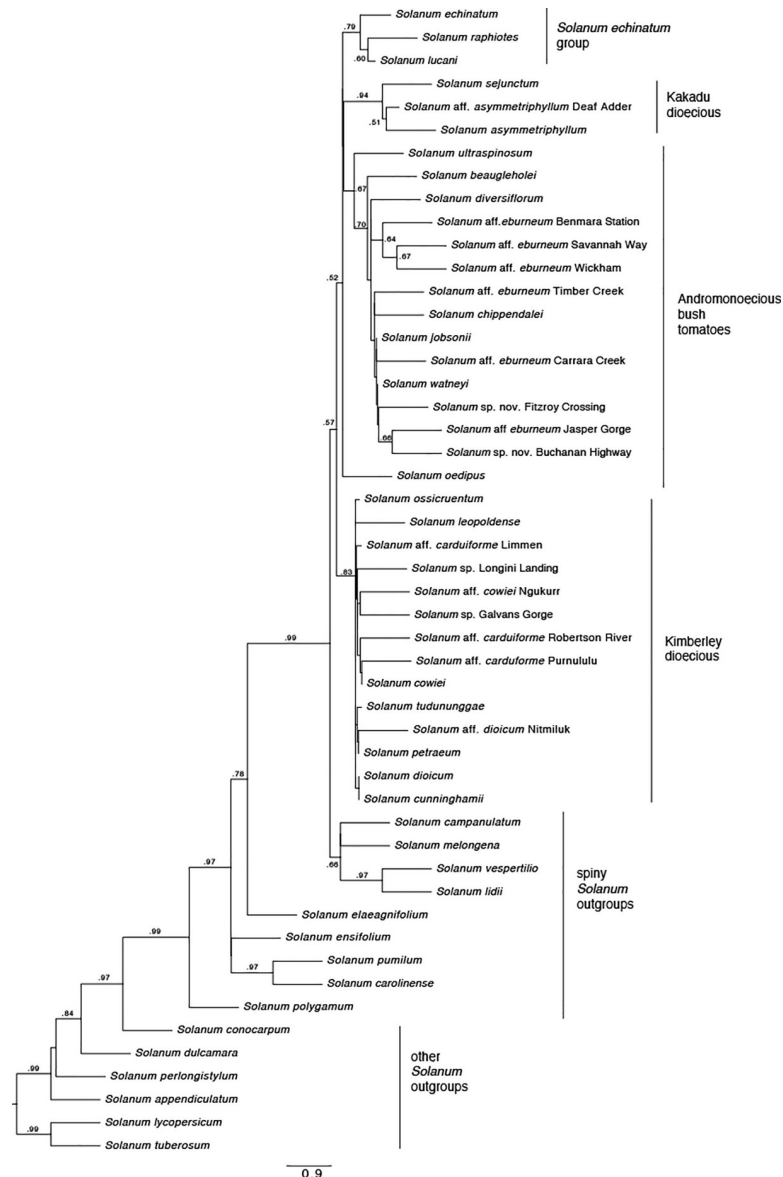 .79
Solanum echinatum
Solanum raphiotes
.60
Solanum lucani
Solanum echinatum
group
.94
Solanum sejunctum
Solanum aff. asymmetriphyllum Deaf Adder
.51
Solanum asymmetriphyllum
Kakadu
dioecious
Solanum ultraspinosum
.67
Solanum beaugleholei
Solanum diversiflorum
.70
Solanum aff.eburneum Benmara Station
.64
Solanum aff. eburneum Savannah Way
.67
Solanum aff. eburneum Wickham
.52
Solanum aff. eburneum Timber Creek
Solanum chippendalei
Solanum jobsonii
Solanum aff. eburneum Carrara Creek
Solanum watneyi
Solanum sp. nov. Fitzroy Crossing
Solanum aff eburneum Jasper Gorge
.66
Solanum sp. nov. Buchanan Highway
Solanum oedipus
Andromonoecious
bush
tomatoes
.57
Solanum ossicruentum
Solanum leopoldense
Solanum aff. carduiforme Limmen
.83
Solanum sp. Longini Landing
Solanum aff. cowiei Ngukurr
Solanum sp. Galvans Gorge
Solanum aff. carduiforme Robertson River
Solanum aff. carduforme Purnululu
Solanum cowiei
Solanum tudununggae
Solanum aff. dioicum Nitmiluk
Solanum petraeum
Solanum dioicum
Solanum cunninghamii
Kimberley
dioecious
.99
Solanum campanulatum
Solanum melongena
.66
Solanum vespertilio
.97
Solanum lidii
.78
Solanum elaeagnifolium
Solanum ensifolium
.97
Solanum pumilum
.97
Solanum carolinense
.99
Solanum polygamum
spiny
Solanum
outgroups
.97
Solanum conocarpum
.84
Solanum dulcamara
Solanum perlongistylum
.99
Solanum appendiculatum
Solanum lycopersicum
.99
Solanum tuberosum
other
Solanum
outgroups
0.9